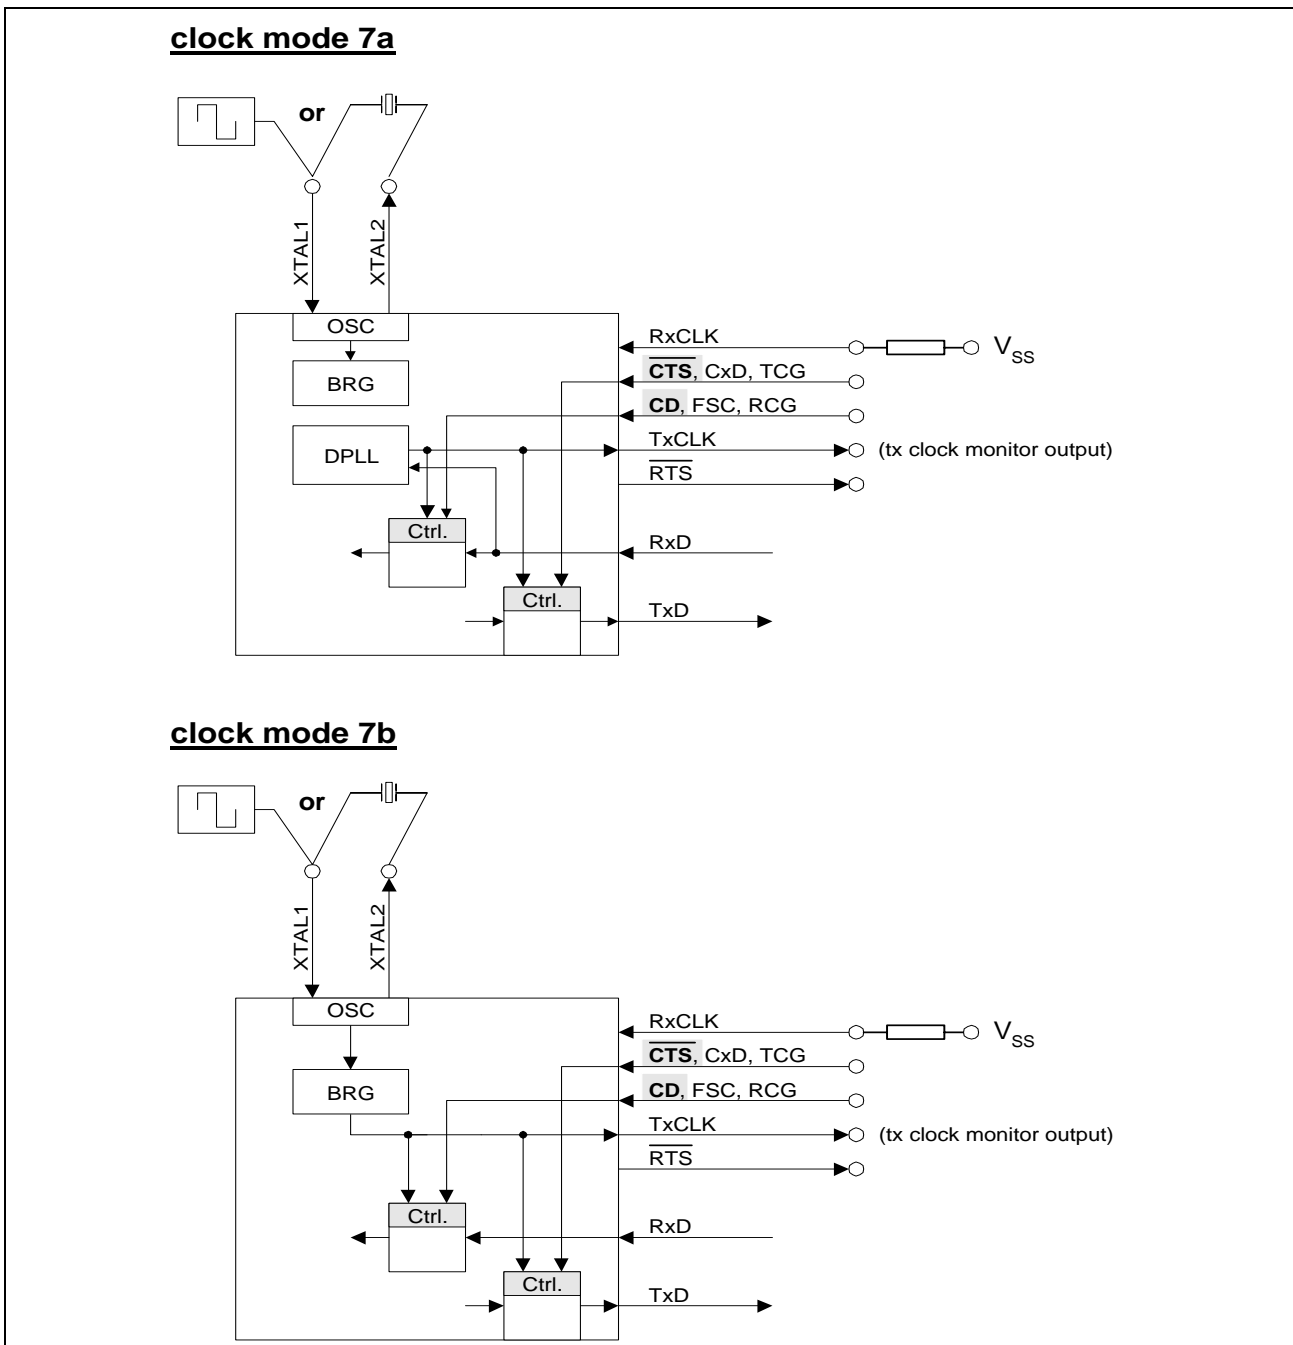 clock mode 7a
or
XTAL1
XTAL2
OSC
BRG
DPLL
RxCLK
VSS
CTS, CxD, TCG
CD, FSC, RCG
TxCLK
(tx clock monitor output)
RTS
Ctrl.
RxD
Ctrl.
TxD
clock mode 7b
or
XTAL1
XTAL2
OSC
BRG
RxCLK
VSS
CTS, CxD, TCG
CD, FSC, RCG
TxCLK
(tx clock monitor output)
RTS
Ctrl.
RxD
Ctrl.
TxD